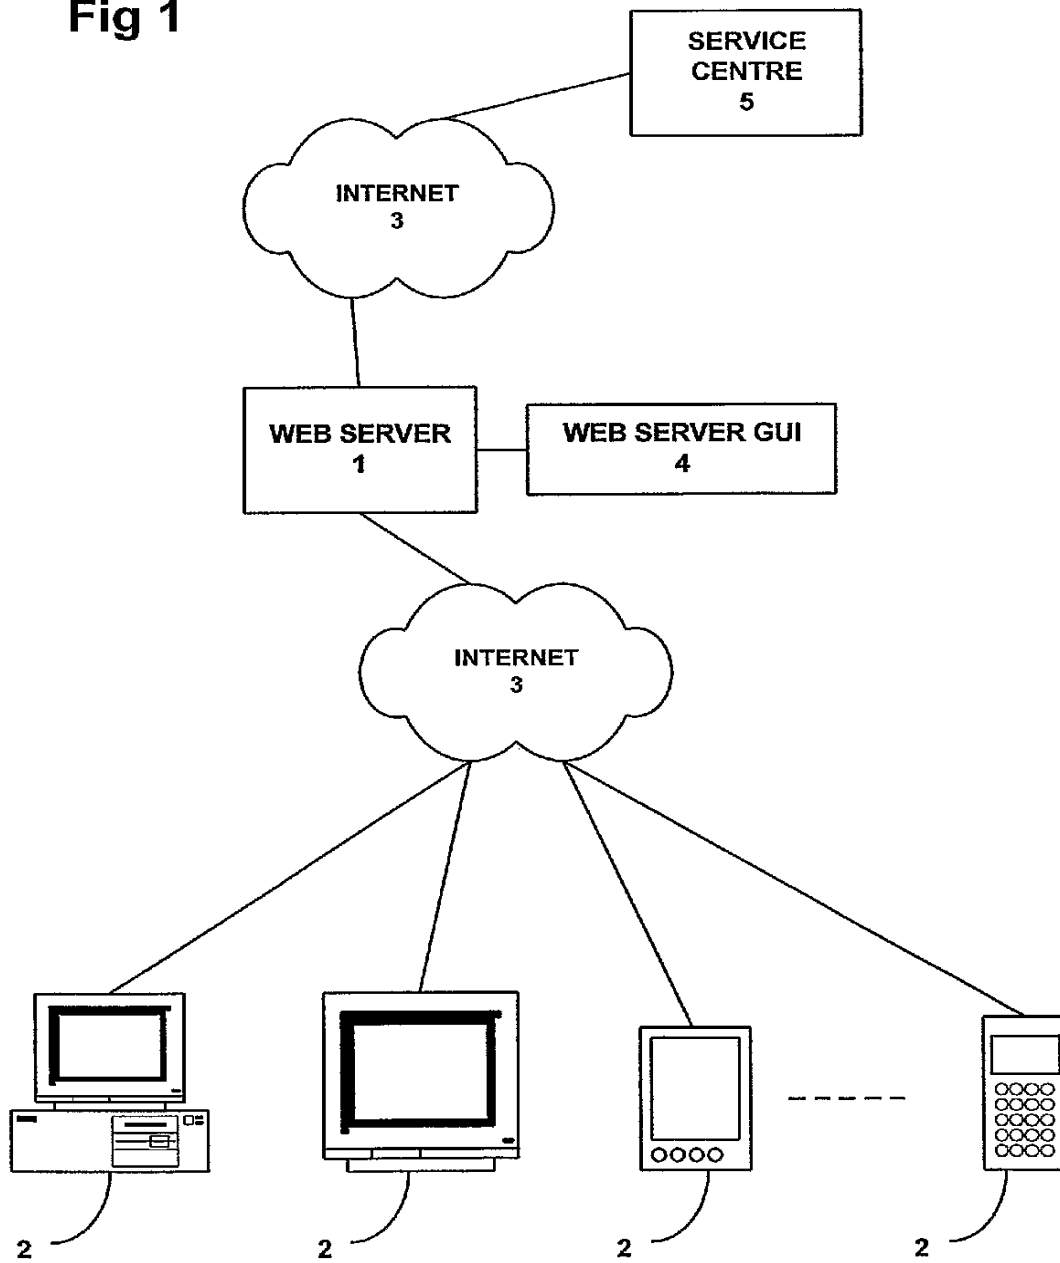 Fig 1
SERVICE
CENTRE
5
INTERNET
3
WEB SERVER
1
WEB SERVER GUI
4
INTERNET
3
2
2
2
2